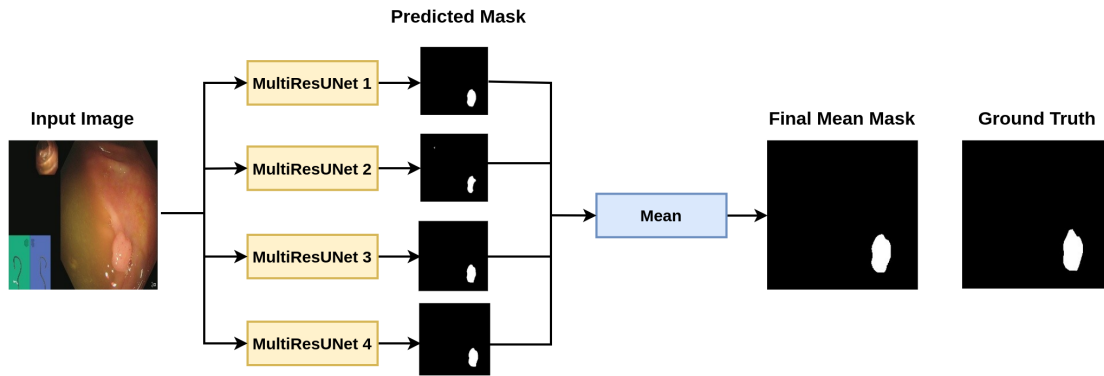 Predicted Mask
Input Image
MultiResUNet 1
MultiResUNet 2
MultiResUNet 3
MultiResUNet 4
Mean
Final Mean Mask
Ground Truth